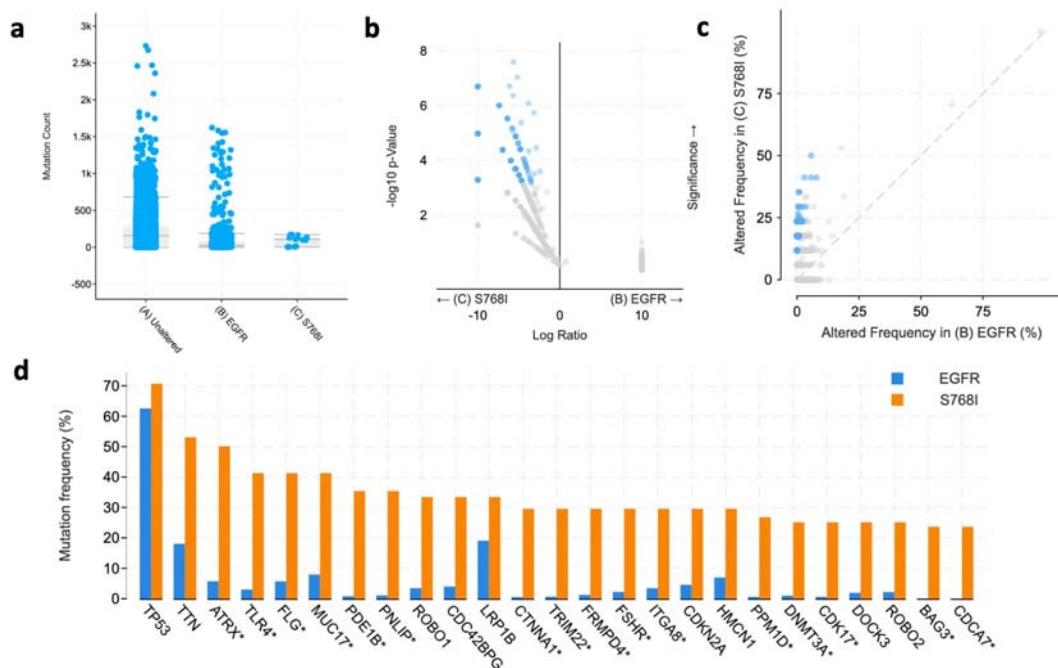 a
3k
2.5k
2k
1.5k
1k
500
0
-500
Mutation Count
(A) Unaltered
(B) EGFR
(C) S768I
b
8
6
4
2
-log10 p-Value
Significance →
← (C) S768I
(B) EGFR →
-10
0
10
Log Ratio
c
75
50
25
0
Altered Frequency in (C) S768I (%)
0
25
50
75
Altered Frequency in (B) EGFR (%)
d
EGFR
S768I
70
60
50
40
30
20
10
0
Mutation frequency (%)
TP53
TTN
ATRX*
TLR4*
FLG*
MUC17*
PDE1B*
PNLIP*
ROBO1
CDC42BPG
LRP1B
CTNNA1*
TRIM22*
FRMPD4*
FSHR*
ITGA8*
CDKN2A
HMCN1
PPM1D*
DNMT3A*
CDK17*
DOCK3
ROBO2
BAG3*
CDCA7*